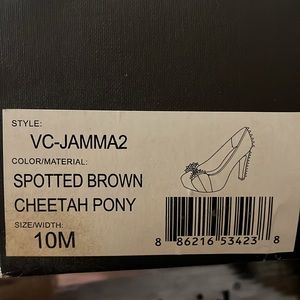 STYLE:
VC-JAMMA2
COLOR/MATERIAL:
SPOTTED BROWN
CHEETAH PONY
SIZE/WIDTH:
10M
8 86216 53423 8